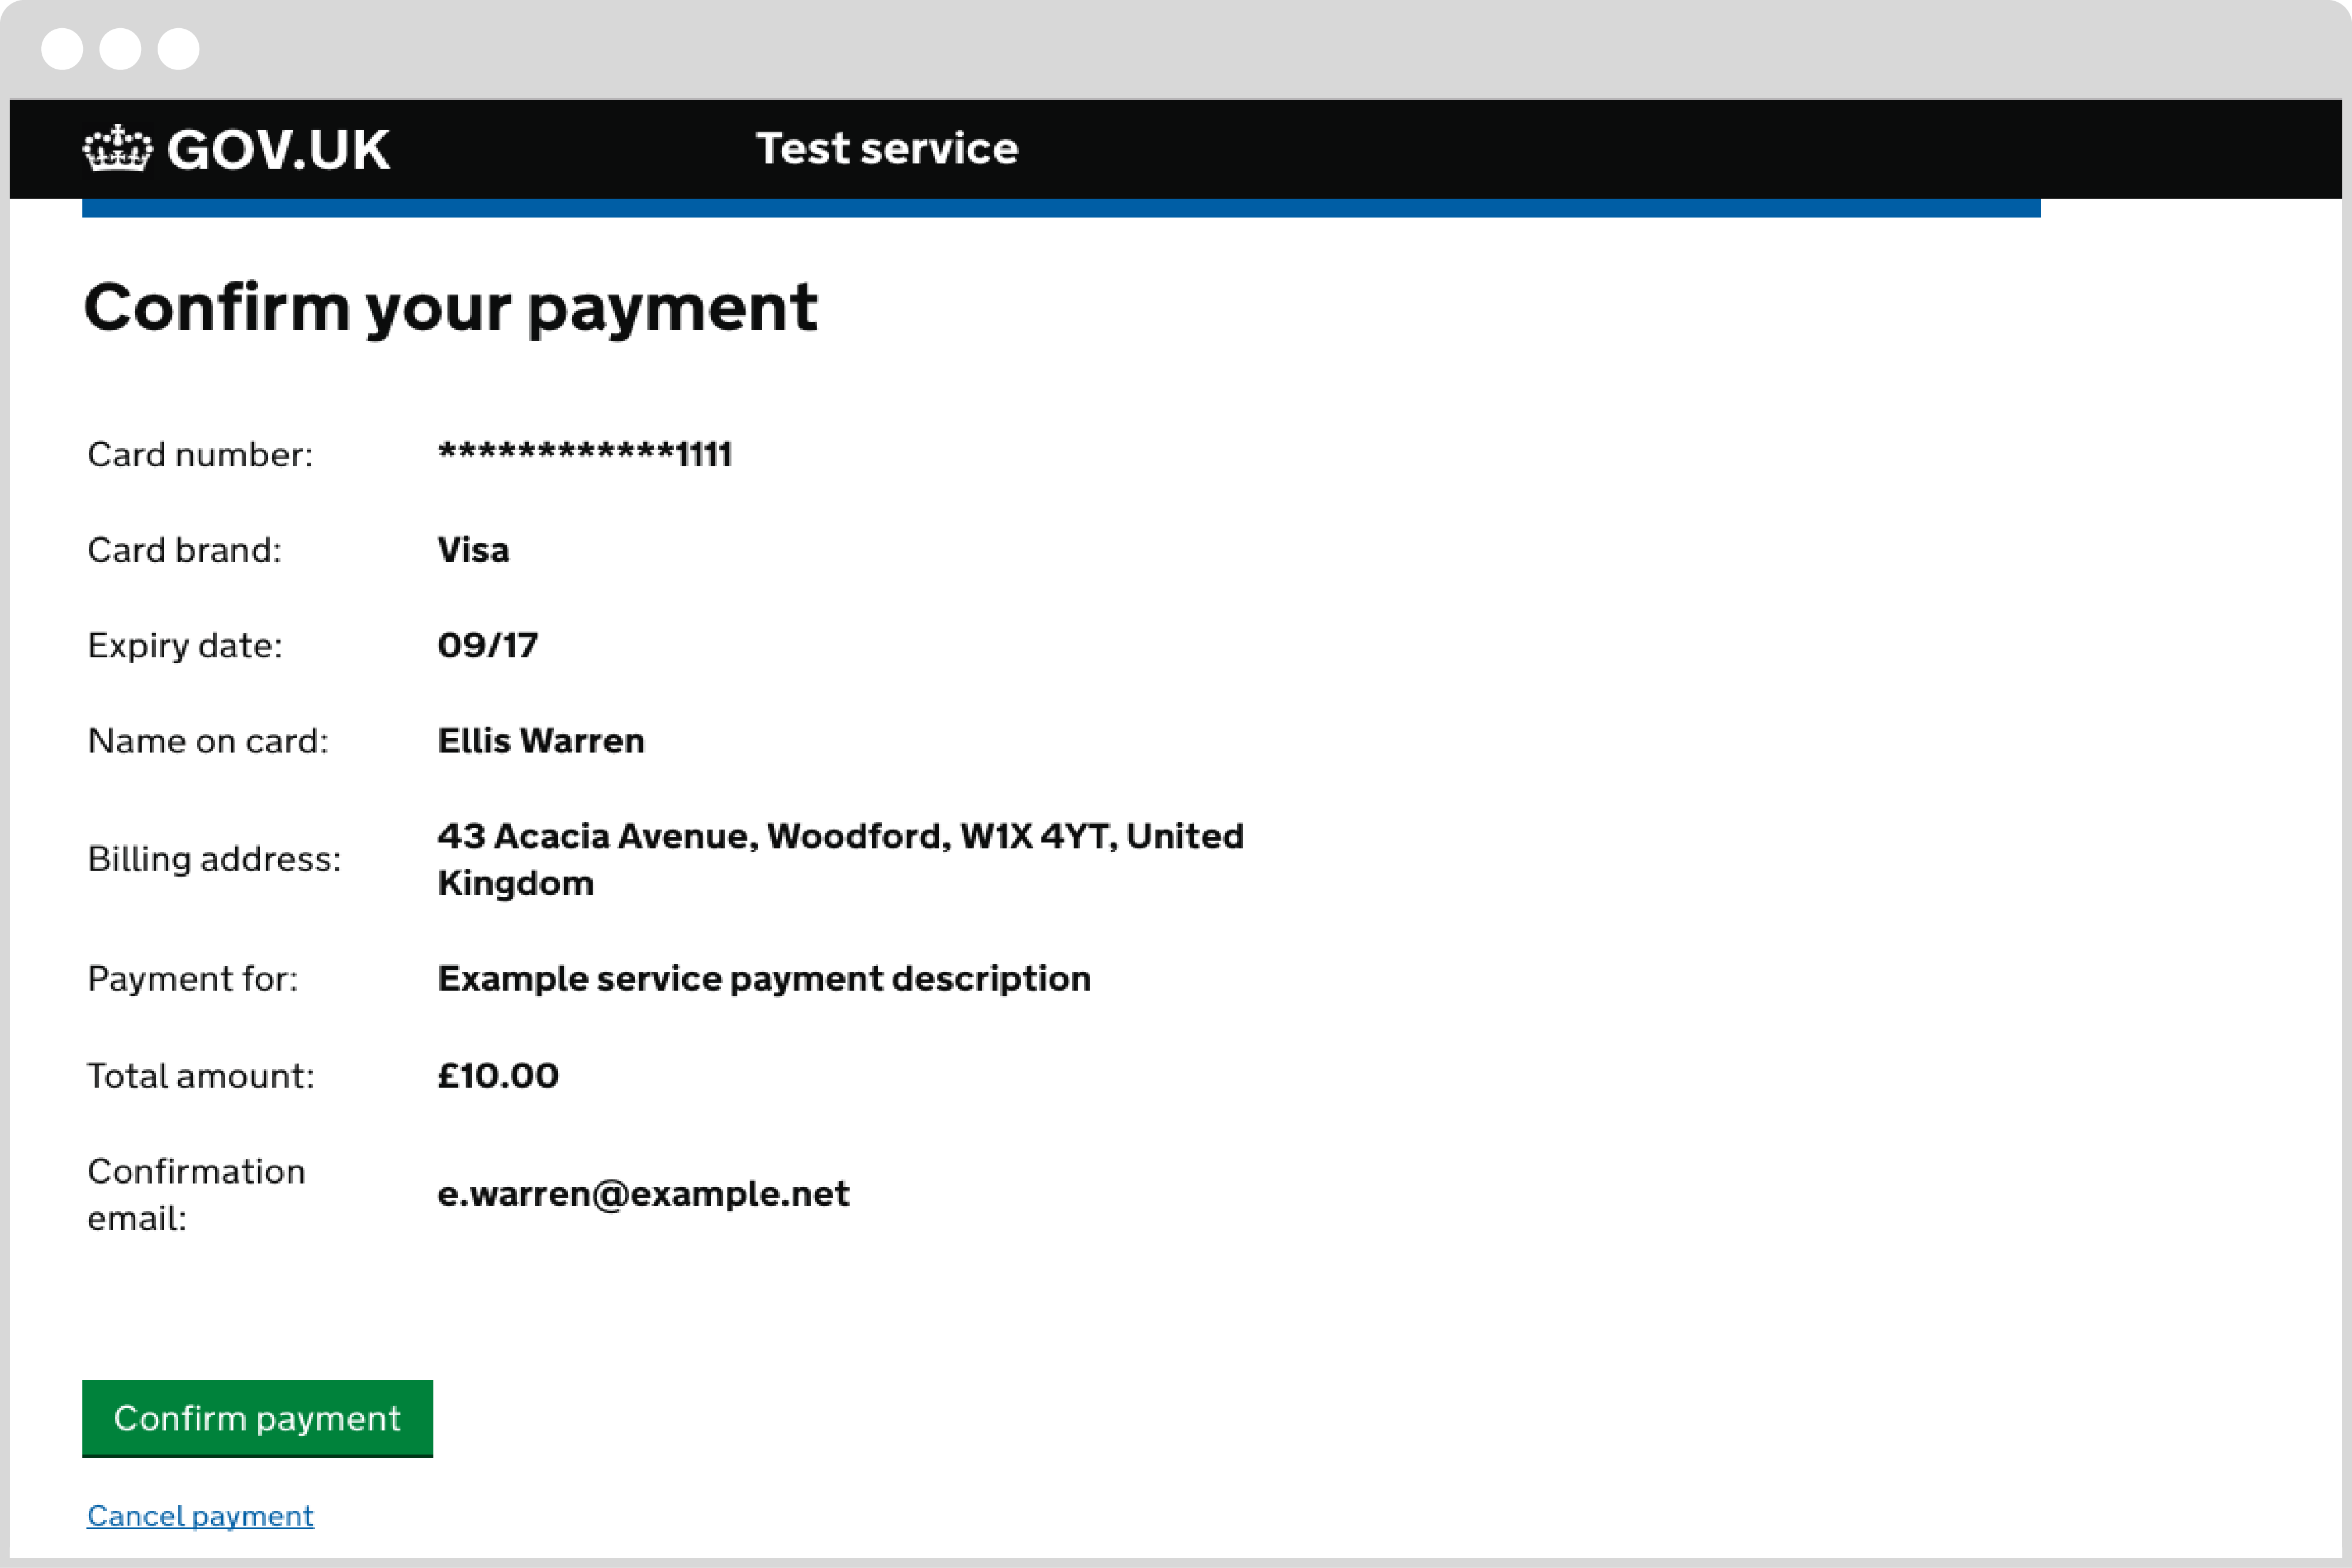 GOV.UK Test service
Confirm your payment
Card number: ************1111
Card brand: Visa
Expiry date: 09/17
Name on card: Ellis Warren
Billing address: 43 Acacia Avenue, Woodford, W1X 4YT, United
Kingdom
Payment for: Example service payment description
Total amount: £10.00
Confirmation
email: e.warren@example.net
Confirm payment
Cancel payment